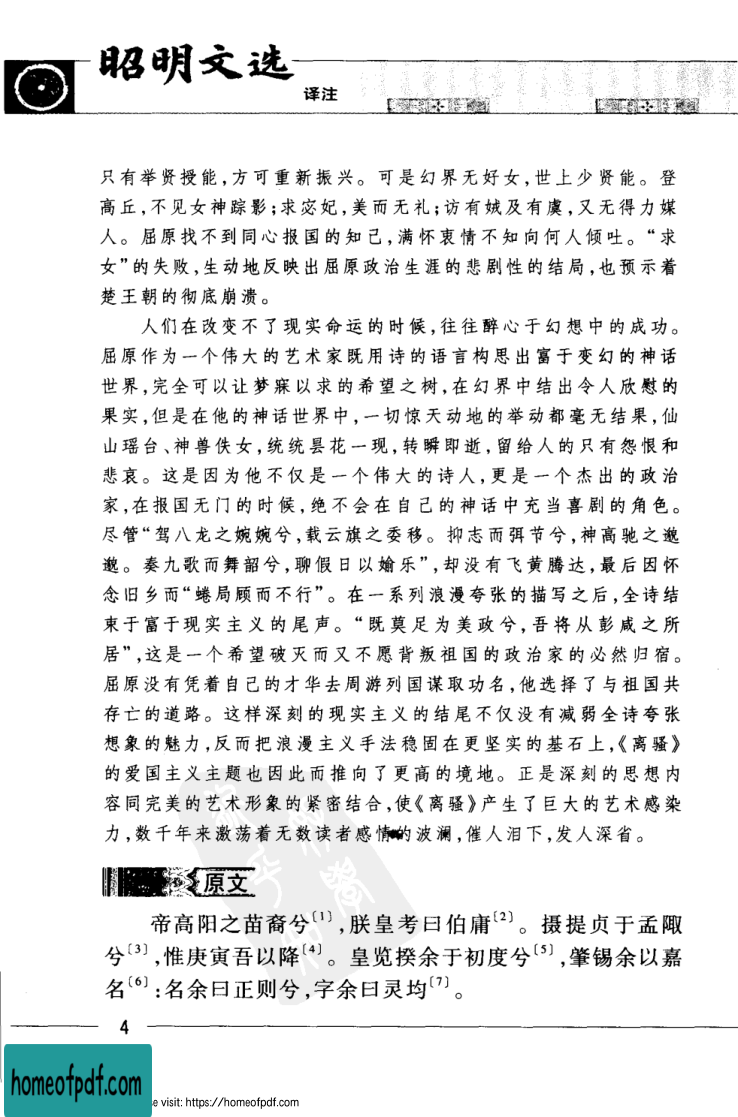 昭明文选
译注
只有举贤授能,方可重新振兴。可是幻界无好女,世上少贤能。登
高丘,不见女神踪影;求宓妃,美而无礼;访有娀及有虞,又无得力媒
人。屈原找不到同心报国的知己,满怀衷情不知向何人倾吐。“求
女”的失败,生动地反映出屈原政治生涯的悲剧性的结局,也预示着
楚王朝的彻底崩溃。
人们在改变不了现实命运的时候,往往醉心于幻想中的成功。
屈原作为一个伟大的艺术家既用诗的语言构思出富于变幻的神话
世界,完全可以让梦寐以求的希望之树,在幻界中结出令人欣慰的
果实,但是在他的神话世界中,一切惊天动地的举动都毫无结果,仙
山瑶台、神兽佚女,统统昙花一现,转瞬即逝,留给人的只有怨恨和
悲哀。这是因为他不仅是一个伟大的诗人,更是一个杰出的政治
家,在报国无门的时候,绝不会在自己的神话中充当喜剧的角色。
尽管“驾八龙之婉婉兮,载云旗之委移。抑志而弭节兮,神高驰之邈
邈。奏九歌而舞韶兮,聊假日以媮乐”,却没有飞黄腾达,最后因怀
念旧乡而“蜷局顾而不行”。在一系列浪漫夸张的描写之后,全诗结
束于富于现实主义的尾声。“既莫足为美政兮,吾将从彭咸之所
居”,这是一个希望破灭而又不愿背叛祖国的政治家的必然归宿。
屈原没有凭着自己的才华去周游列国谋取功名,他选择了与祖国共
存亡的道路。这样深刻的现实主义的结尾不仅没有减弱全诗夸张
想象的魅力,反而把浪漫主义手法稳固在更坚实的基石上,《离骚》
的爱国主义主题也因此而推向了更高的境地。正是深刻的思想内
容同完美的艺术形象的紧密结合,使《离骚》产生了巨大的艺术感染
力,数千年来激荡着无数读者感情的波澜,催人泪下,发人深省。
原文
帝高阳之苗裔兮〔1〕,朕皇考曰伯庸〔2〕。摄提贞于孟陬
兮〔3〕,惟庚寅吾以降〔4〕。皇览揆余于初度兮〔5〕,肇锡余以嘉
名〔6〕:名余曰正则兮,字余曰灵均〔7〕。
4
homeofpdf.com
se visit: https://homeofpdf.com